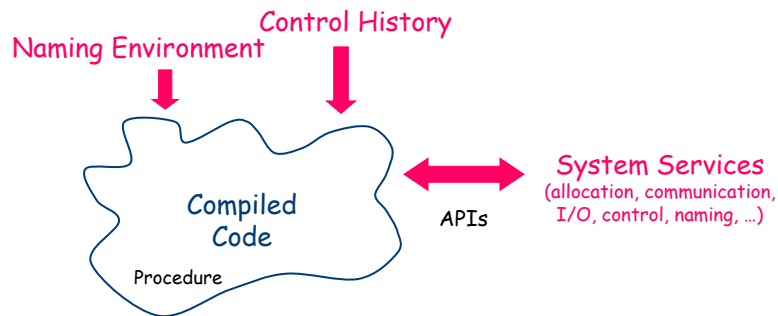 Control History
Naming Environment
System Services
(allocation, communication,
I/O, control, naming, …)
APIs
Compiled
Code
Procedure